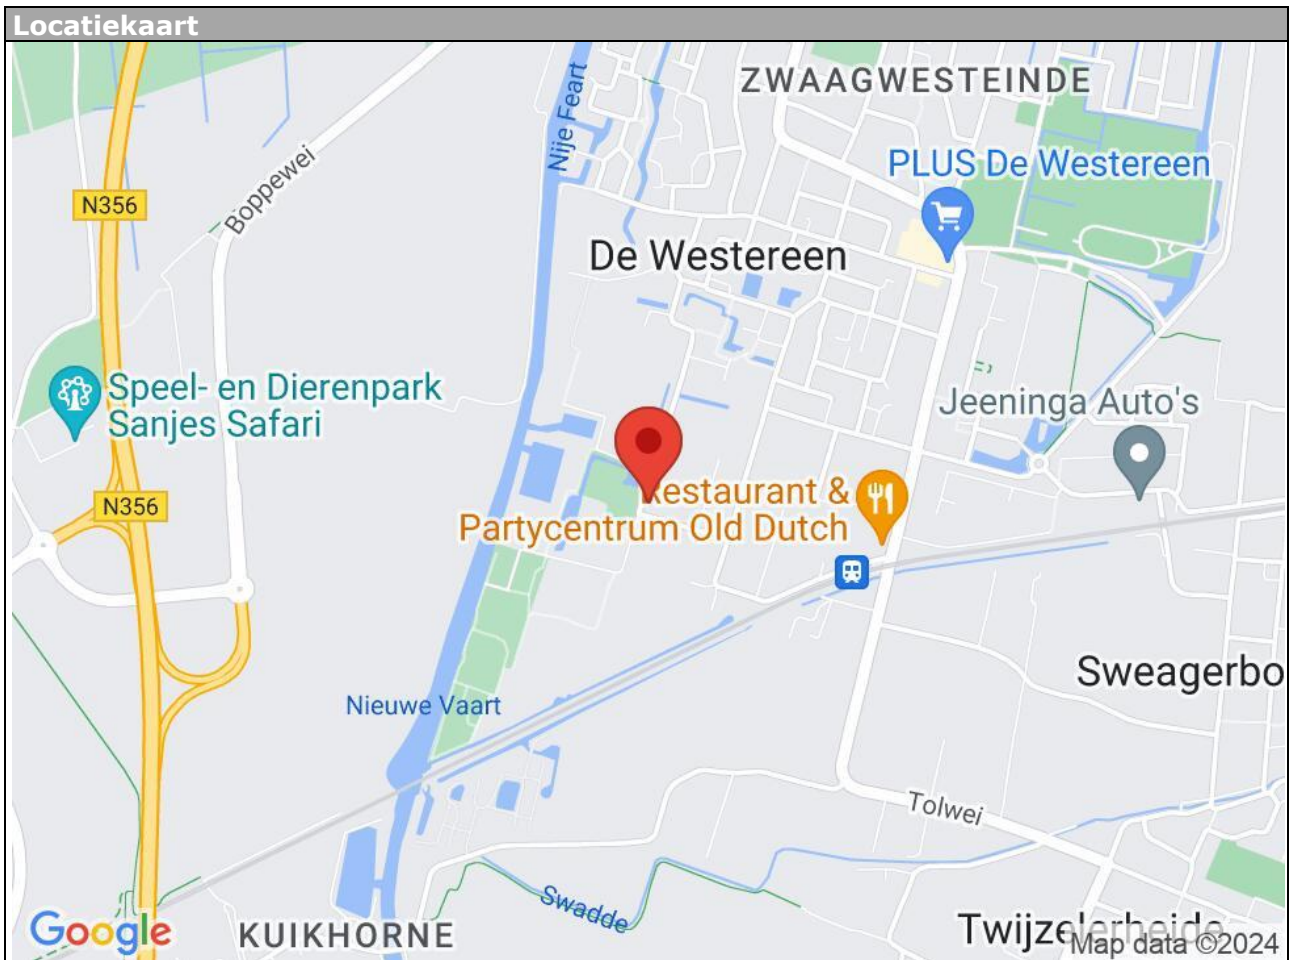 Locatiekaart
ZWAAGWESTEINDE
Nije Feart
PLUS De Westereen
Boppewei
N356
De Westereen
Speel- en Dierenpark
Sanjes Safari
Jeeninga Auto's
N356
Restaurant &
Partycentrum Old Dutch
Sweagerbo
Nieuwe Vaart
Tolwei
Swadde
Google
KUIKHORNE
Twijzelerheide
Map data ©2024